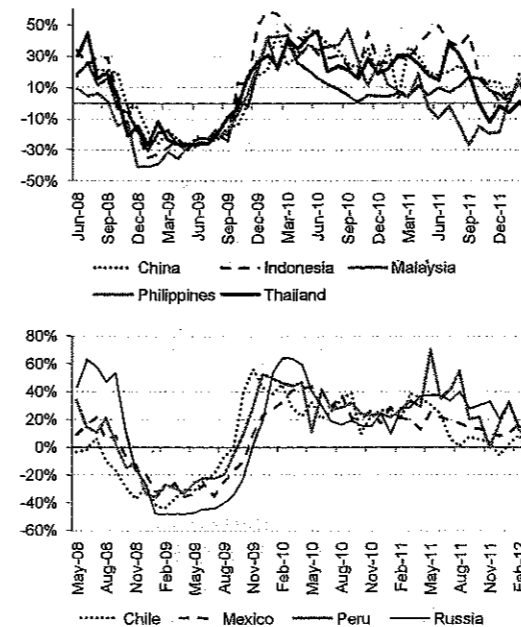 50%
30%
10%
-10%
-30%
-50%
Jun-08
Sep-08
Dec-08
Mar-09
Jun-09
Sep-09
Dec-09
Mar-10
Jun-10
Sep-10
Dec-10
Mar-11
Jun-11
Sep-11
Dec-11
China Indonesia Malaysia
Philippines Thailand
80%
60%
40%
20%
0%
-20%
-40%
-60%
May-08
Aug-08
Nov-08
Feb-09
May-09
Aug-09
Nov-09
Feb-10
May-10
Aug-10
Nov-10
Feb-11
May-11
Aug-11
Nov-11
Feb-12
Chile Mexico Peru Russia